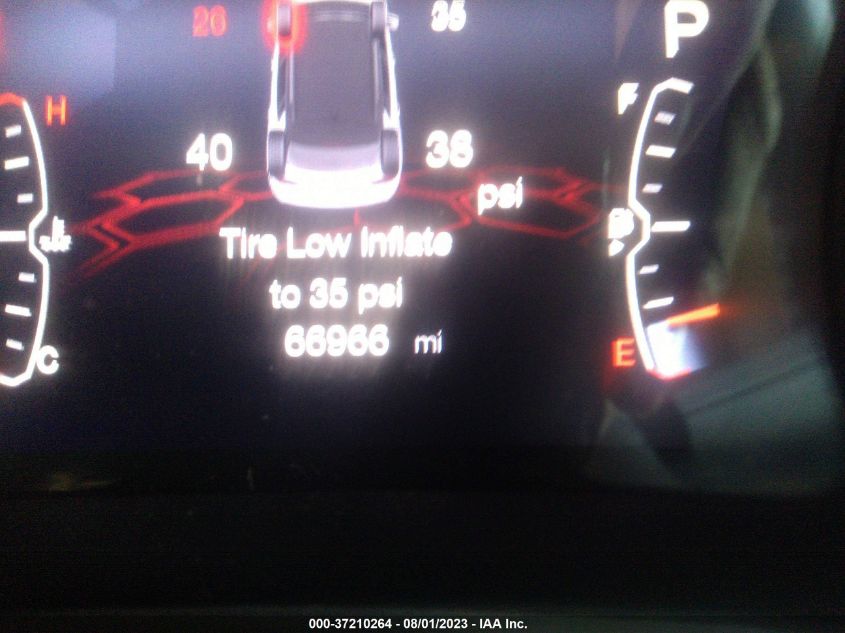 26 35 P
H F
40 38
psi
Tire Low Inflate
to 35 psi
66966 mi
C E
000-37210264 - 08/01/2023 - IAA Inc.